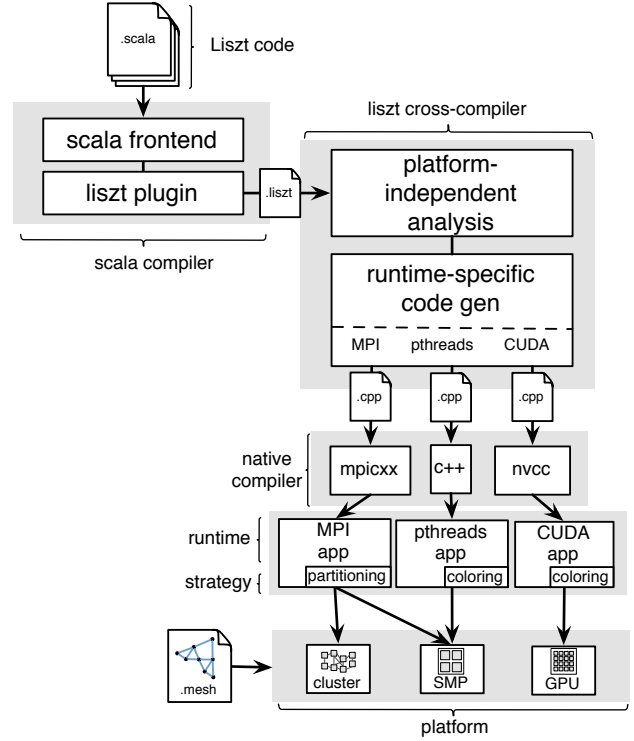 .scala
Liszt code
liszt cross-compiler
scala frontend
liszt plugin
.liszt
scala compiler
platform-
independent
analysis
runtime-specific
code gen
MPI pthreads CUDA
.cpp .cpp .cpp
native
compiler
mpicxx c++ nvcc
runtime
MPI
app
pthreads
app
CUDA
app
strategy
partitioning coloring coloring
.mesh
cluster SMP GPU
platform